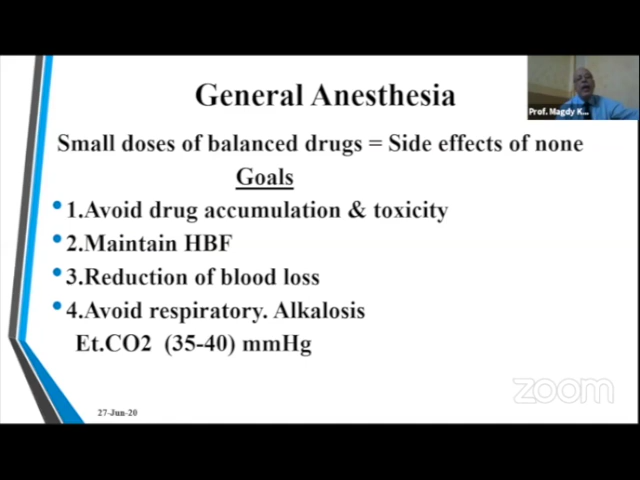 General Anesthesia
Prof. Magdy K...
Small doses of balanced drugs = Side effects of none
Goals
• 1.Avoid drug accumulation & toxicity
• 2.Maintain HBF
• 3.Reduction of blood loss
• 4.Avoid respiratory. Alkalosis
Et.CO2 (35-40) mmHg
zoom
27-Jun-20